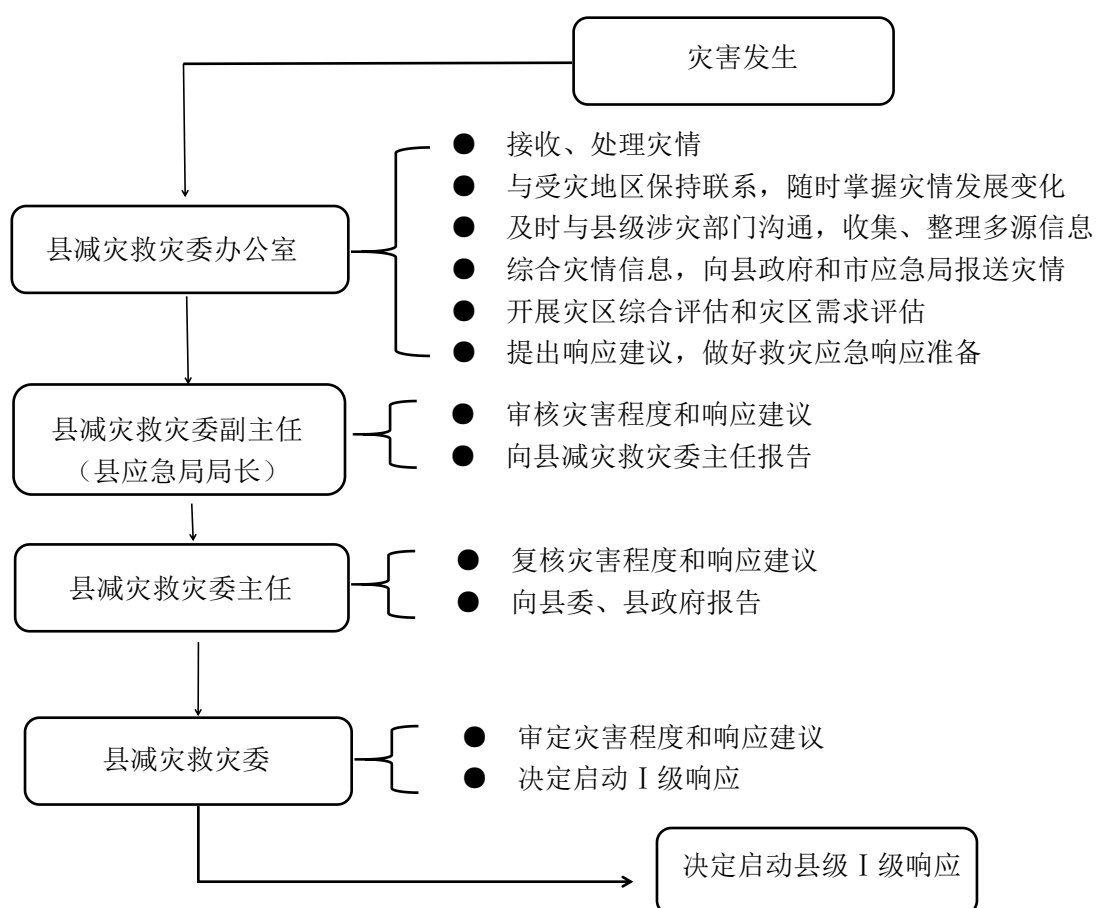 灾害发生
● 接收、处理灾情
● 与受灾地区保持联系，随时掌握灾情发展变化
● 及时与县级涉灾部门沟通，收集、整理多源信息
县减灾救灾委办公室
● 综合灾情信息，向县政府和市应急局报送灾情
● 开展灾区综合评估和灾区需求评估
● 提出响应建议，做好救灾应急响应准备
县减灾救灾委副主任
（县应急局局长）
● 审核灾害程度和响应建议
● 向县减灾救灾委主任报告
县减灾救灾委主任
● 复核灾害程度和响应建议
● 向县委、县政府报告
县减灾救灾委
● 审定灾害程度和响应建议
● 决定启动Ⅰ级响应
决定启动县级Ⅰ级响应